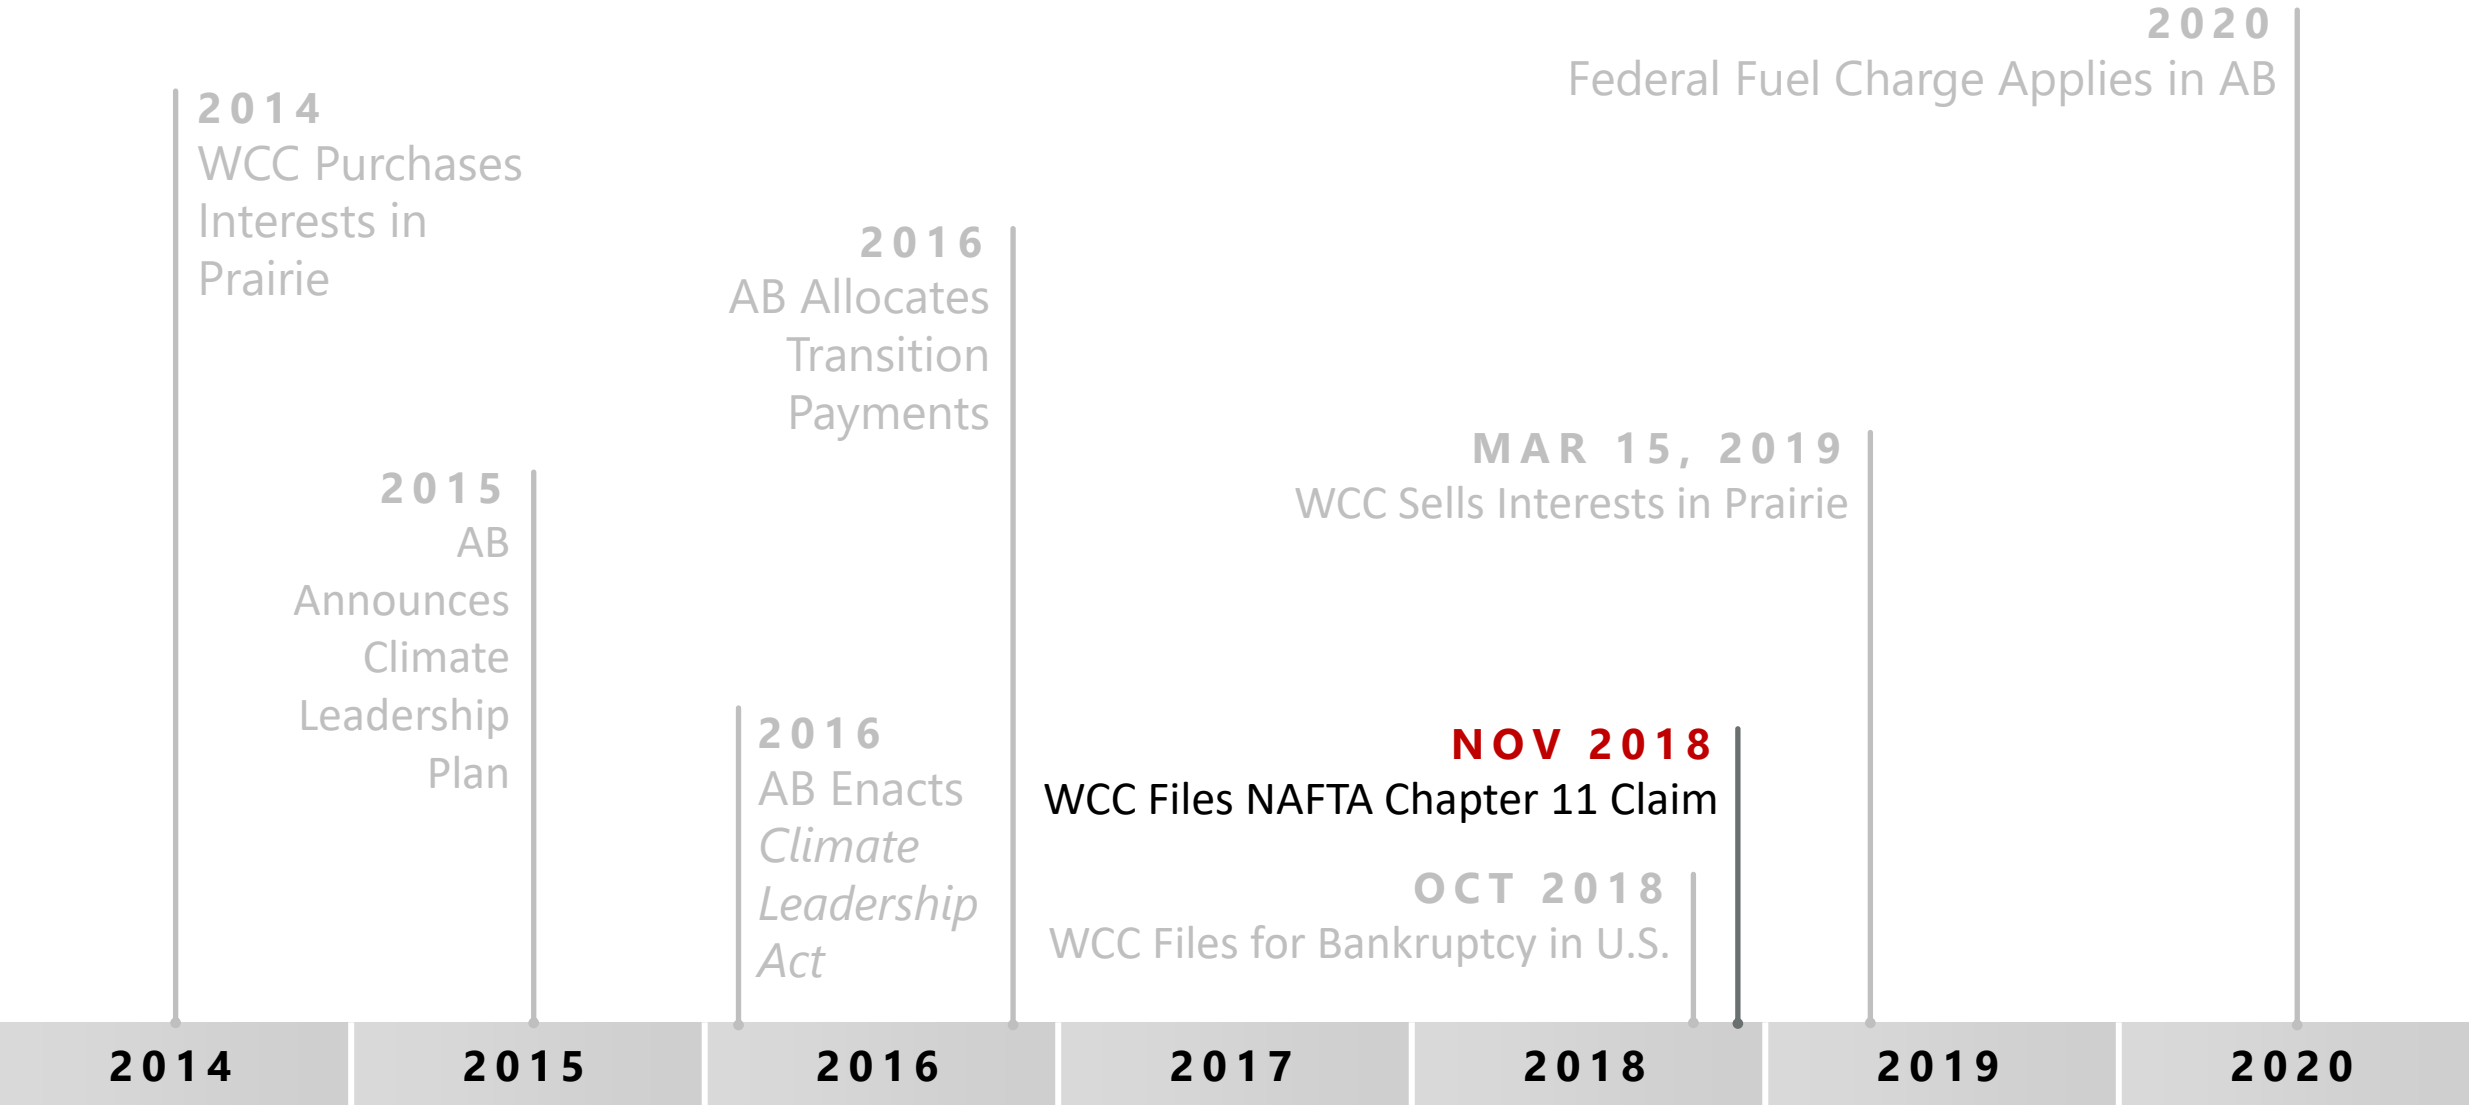 2014
WCC Purchases
Interests in
Prairie
2015
AB
Announces
Climate
Leadership
Plan
2016
AB Enacts
Climate
Leadership
Act
2016
AB Allocates
Transition
Payments
OCT 2018
WCC Files for Bankruptcy in U.S.
NOV 2018
WCC Files NAFTA Chapter 11 Claim
MAR 15, 2019
WCC Sells Interests in Prairie
2020
Federal Fuel Charge Applies in AB
2014 2015 2016 2017 2018 2019 2020